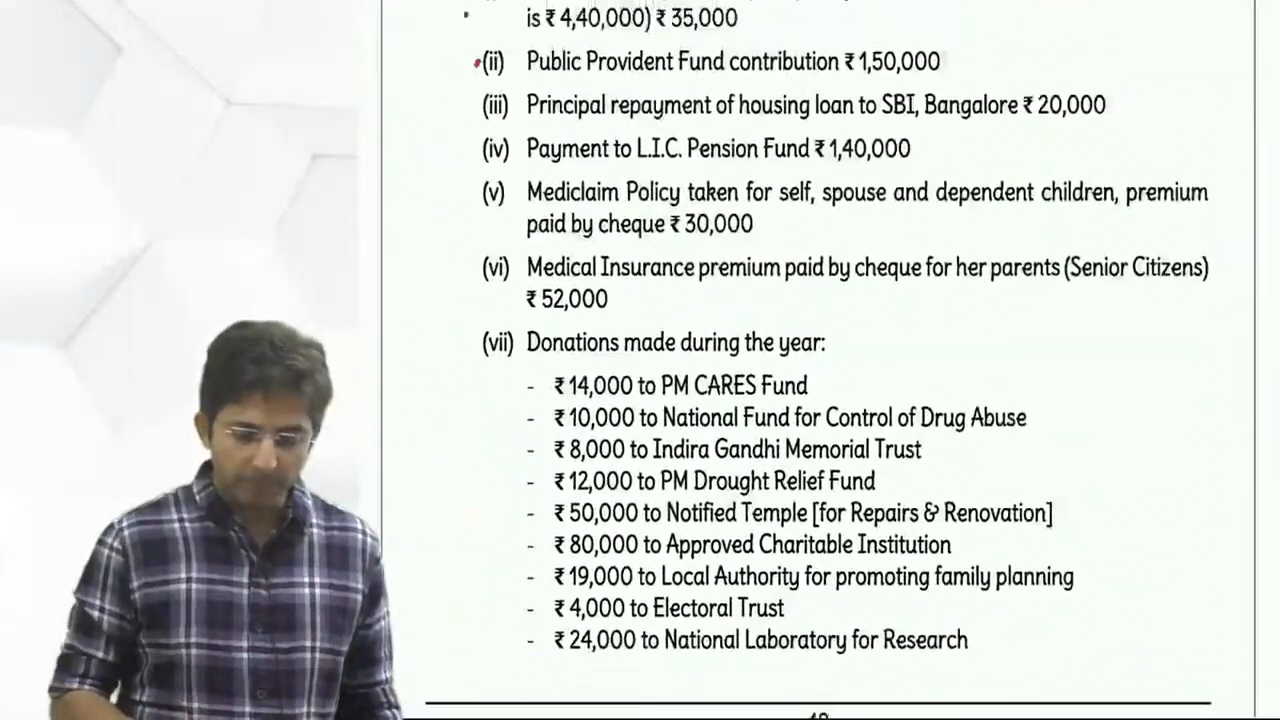 is ₹ 4,40,000) ₹ 35,000
(ii) Public Provident Fund contribution ₹ 1,50,000
(iii) Principal repayment of housing loan to SBI, Bangalore ₹ 20,000
(iv) Payment to L.I.C. Pension Fund ₹ 1,40,000
(v) Mediclaim Policy taken for self, spouse and dependent children, premium
paid by cheque ₹ 30,000
(vi) Medical Insurance premium paid by cheque for her parents (Senior Citizens)
₹ 52,000
(vii) Donations made during the year:
- ₹ 14,000 to PM CARES Fund
- ₹ 10,000 to National Fund for Control of Drug Abuse
- ₹ 8,000 to Indira Gandhi Memorial Trust
- ₹ 12,000 to PM Drought Relief Fund
- ₹ 50,000 to Notified Temple [for Repairs & Renovation]
- ₹ 80,000 to Approved Charitable Institution
- ₹ 19,000 to Local Authority for promoting family planning
- ₹ 4,000 to Electoral Trust
- ₹ 24,000 to National Laboratory for Research